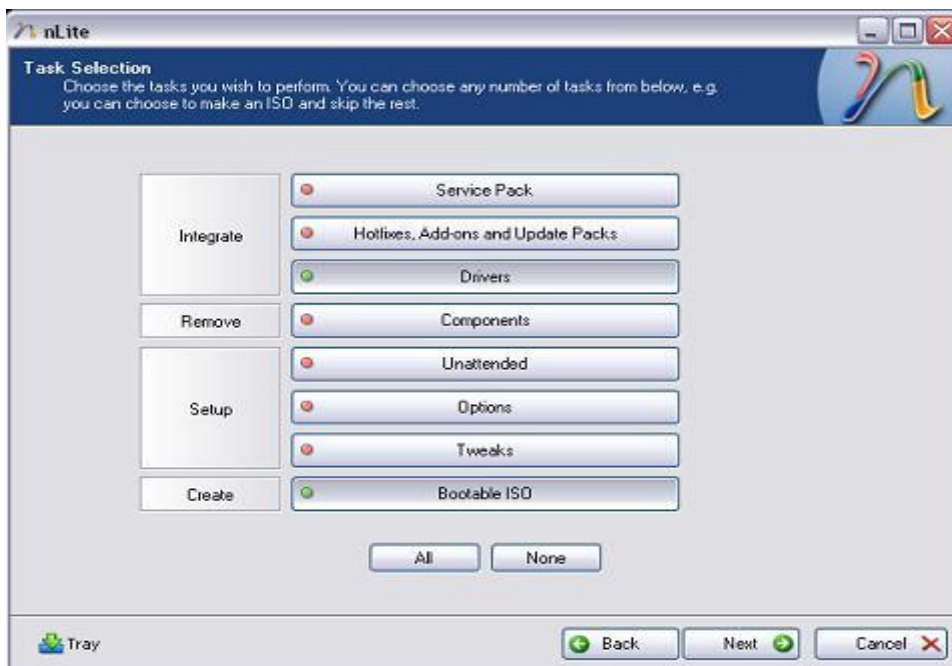 nLite
Task Selection
Choose the tasks you wish to perform. You can choose any number of tasks from below, e.g.
you can choose to make an ISO and skip the rest.
Integrate
Service Pack
Hotfixes, Add-ons and Update Packs
Drivers
Remove
Components
Setup
Unattended
Options
Tweaks
Create
Bootable ISO
All
None
Tray
Back
Next
Cancel